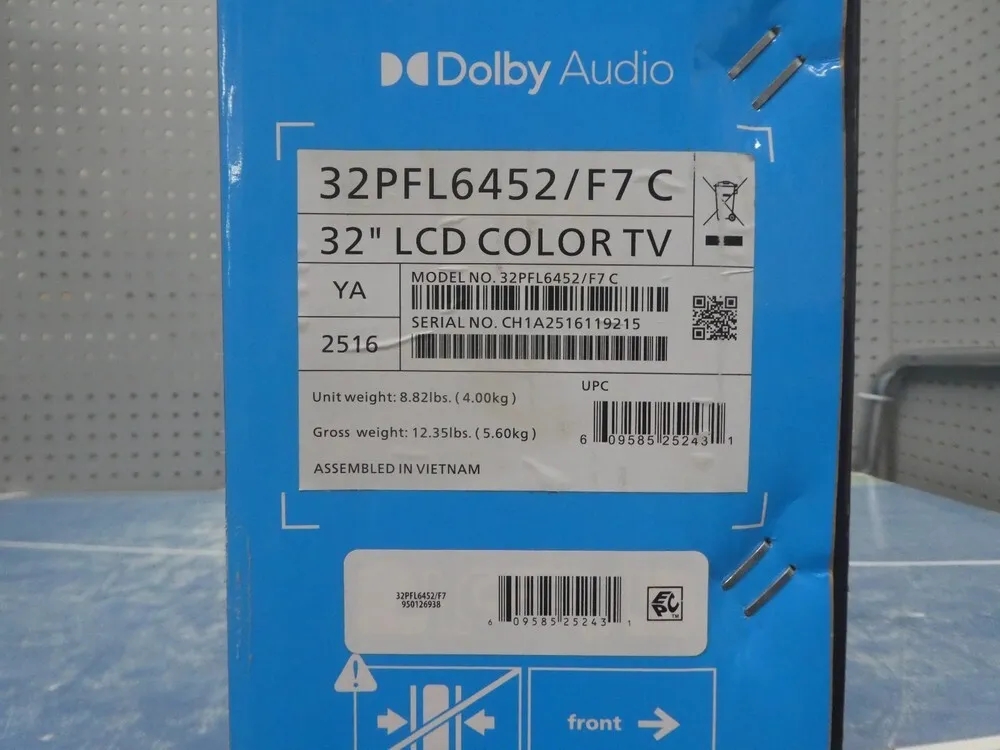 Dolby Audio
32PFL6452/F7 C
32" LCD COLOR TV
YA
MODEL NO. 32PFL6452/F7 C
SERIAL NO. CH1A2516119215
2516
UPC
Unit weight: 8.82lbs. ( 4.00kg )
6 09585 25243 1
Gross weight: 12.35lbs. ( 5.60kg )
ASSEMBLED IN VIETNAM
32PFL6452/F7
950126938
6 09585 25243 1
EPC
TM
front